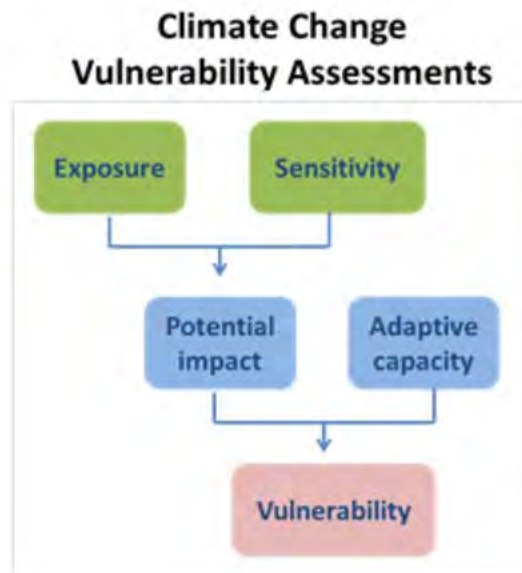 Climate Change
Vulnerability Assessments
Exposure
Sensitivity
Potential
impact
Adaptive
capacity
Vulnerability